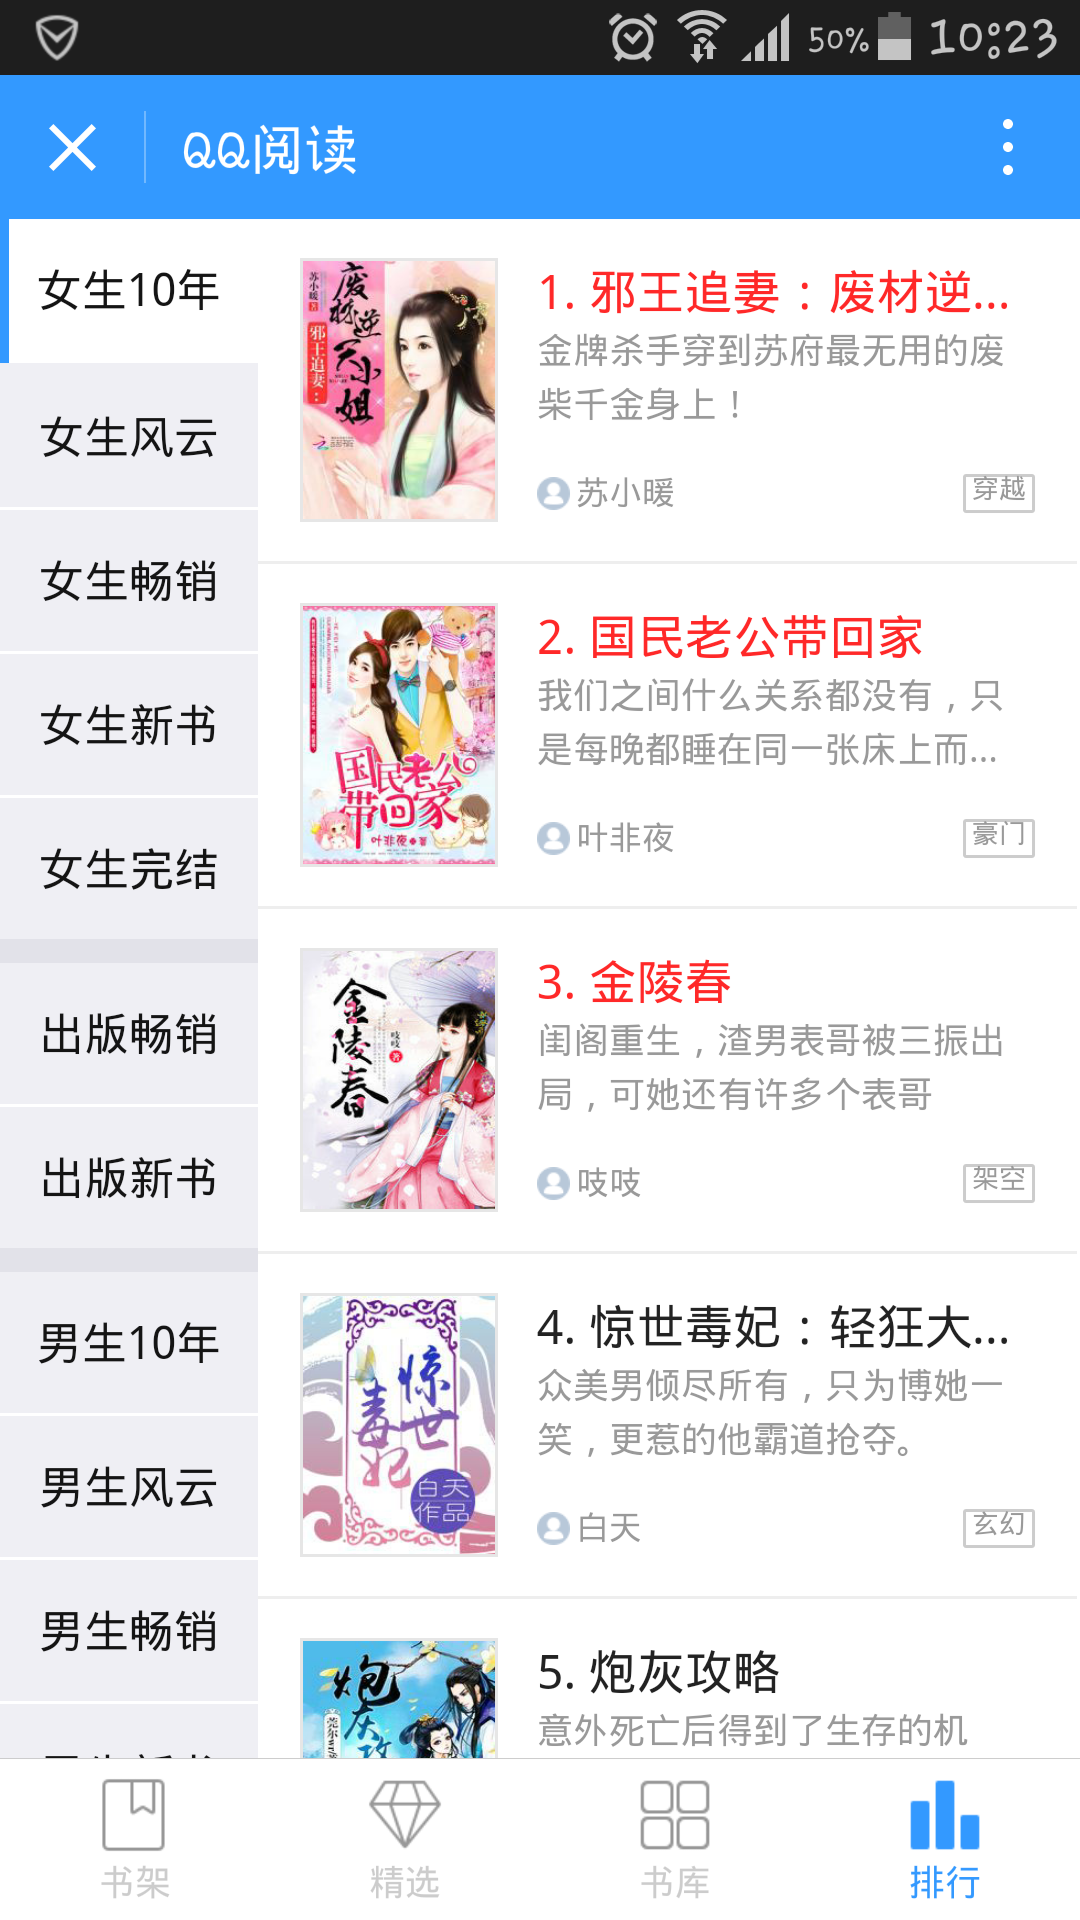 50% 10:23
QQ阅读
女生10年
女生风云
女生畅销
女生新书
女生完结
出版畅销
出版新书
男生10年
男生风云
男生畅销
苏小暖 著
废材逆天小姐
邪王追妻：
1. 邪王追妻：废材逆...
金牌杀手穿到苏府最无用的废
柴千金身上！
苏小暖
穿越
国民老公
带回家
叶非夜 著
2. 国民老公带回家
我们之间什么关系都没有，只
是每晚都睡在同一张床上而...
叶非夜
豪门
金陵春
吱吱 著
3. 金陵春
闺阁重生，渣男表哥被三振出
局，可她还有许多个表哥
吱吱
架空
惊世
毒妃
白天
作品
4. 惊世毒妃：轻狂大...
众美男倾尽所有，只为博她一
笑，更惹的他霸道抢夺。
白天
玄幻
炮灰攻
莞尔wr
5. 炮灰攻略
意外死亡后得到了生存的机
书架
精选
书库
排行